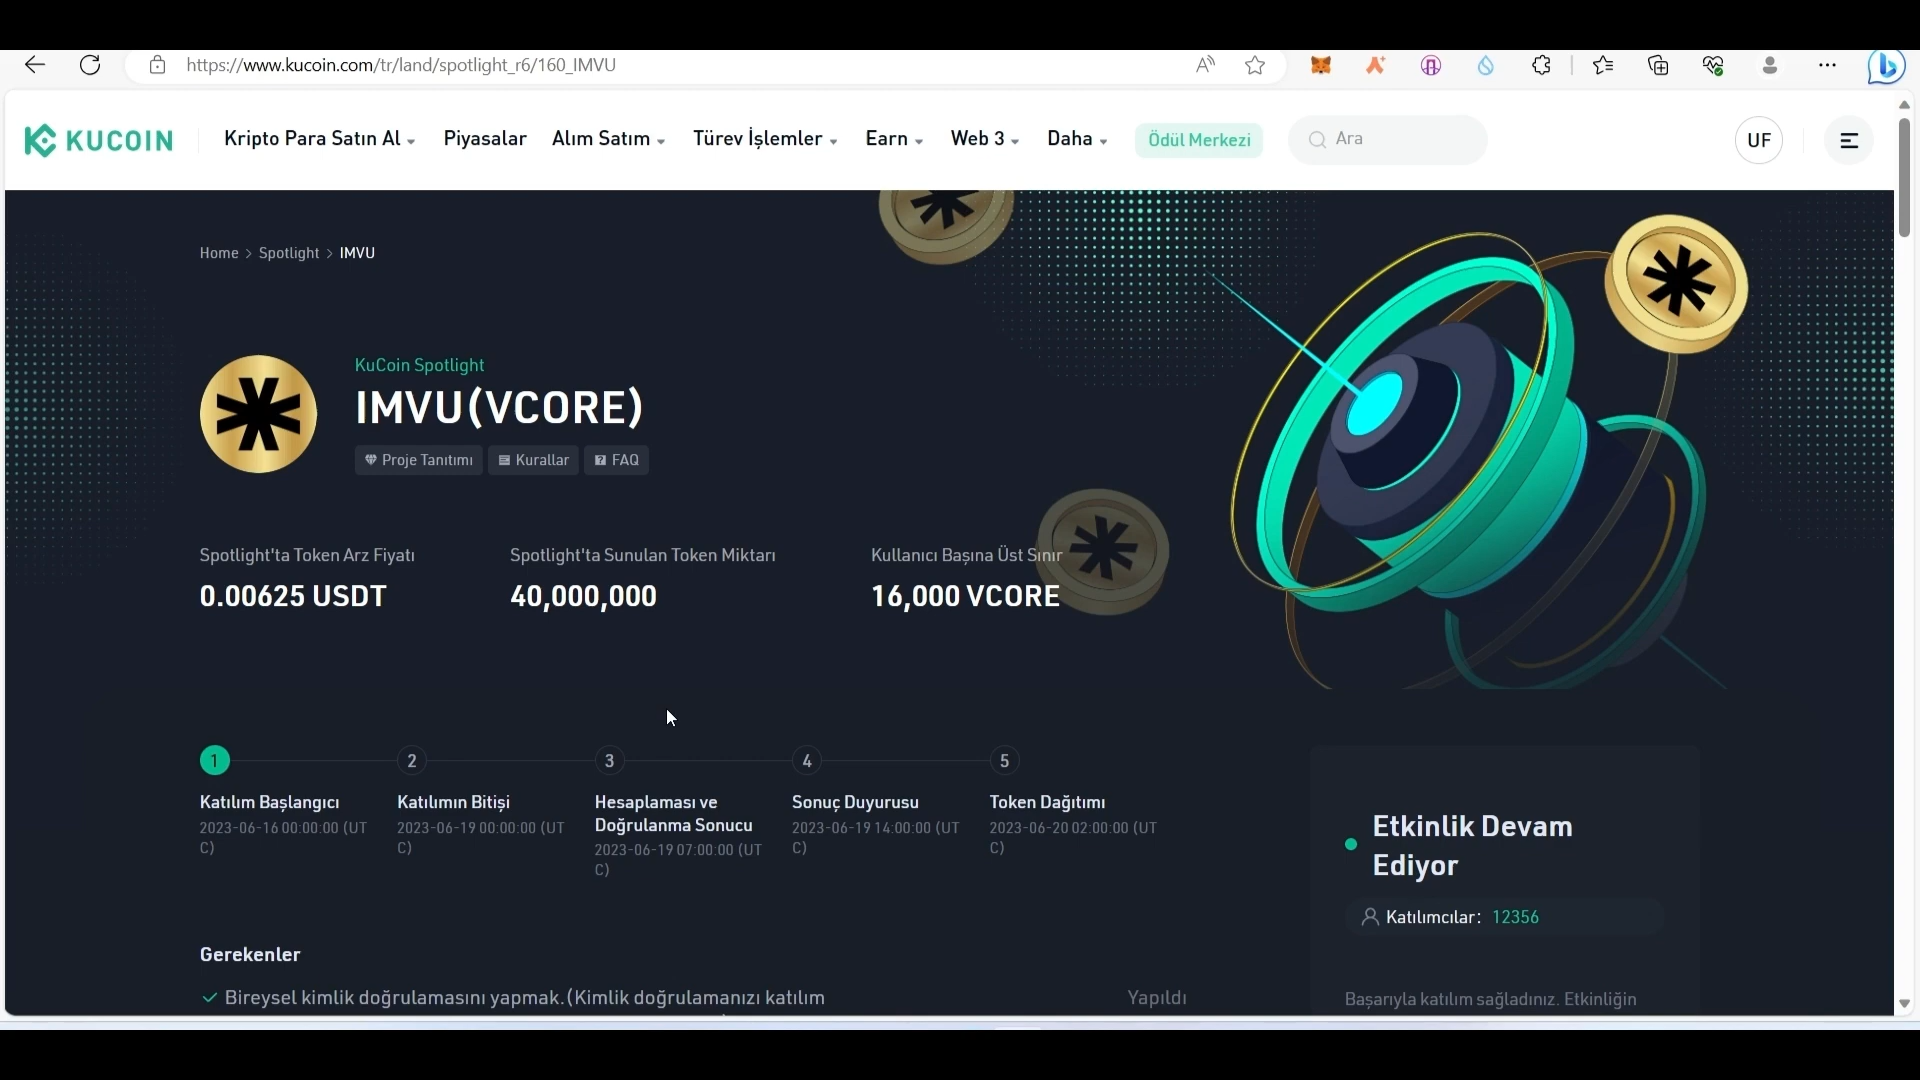 https://www.kucoin.com/tr/land/spotlight_r6/160_IMVU
KUCOIN
Kripto Para Satın Al
Piyasalar
Alım Satım
Türev İşlemler
Earn
Web 3
Daha
Ödül Merkezi
Ara
UF
Home > Spotlight > IMVU
KuCoin Spotlight
IMVU(VCORE)
Proje Tanıtımı
Kurallar
FAQ
Spotlight'ta Token Arz Fiyatı
0.00625 USDT
Spotlight'ta Sunulan Token Miktarı
40,000,000
Kullanıcı Başına Üst Sınır
16,000 VCORE
1
Katılım Başlangıcı
2023-06-16 00:00:00 (UT
C)
2
Katılımın Bitişi
2023-06-19 00:00:00 (UT
C)
3
Hesaplaması ve
Doğrulanma Sonucu
2023-06-19 07:00:00 (UT
C)
4
Sonuç Duyurusu
2023-06-19 14:00:00 (UT
C)
5
Token Dağıtımı
2023-06-20 02:00:00 (UT
C)
Etkinlik Devam
Ediyor
Katılımcılar: 12356
Başarıyla katılım sağladınız. Etkinliğin
Gerekenler
Bireysel kimlik doğrulamasını yapmak.(Kimlik doğrulamanızı katılım
Yapıldı